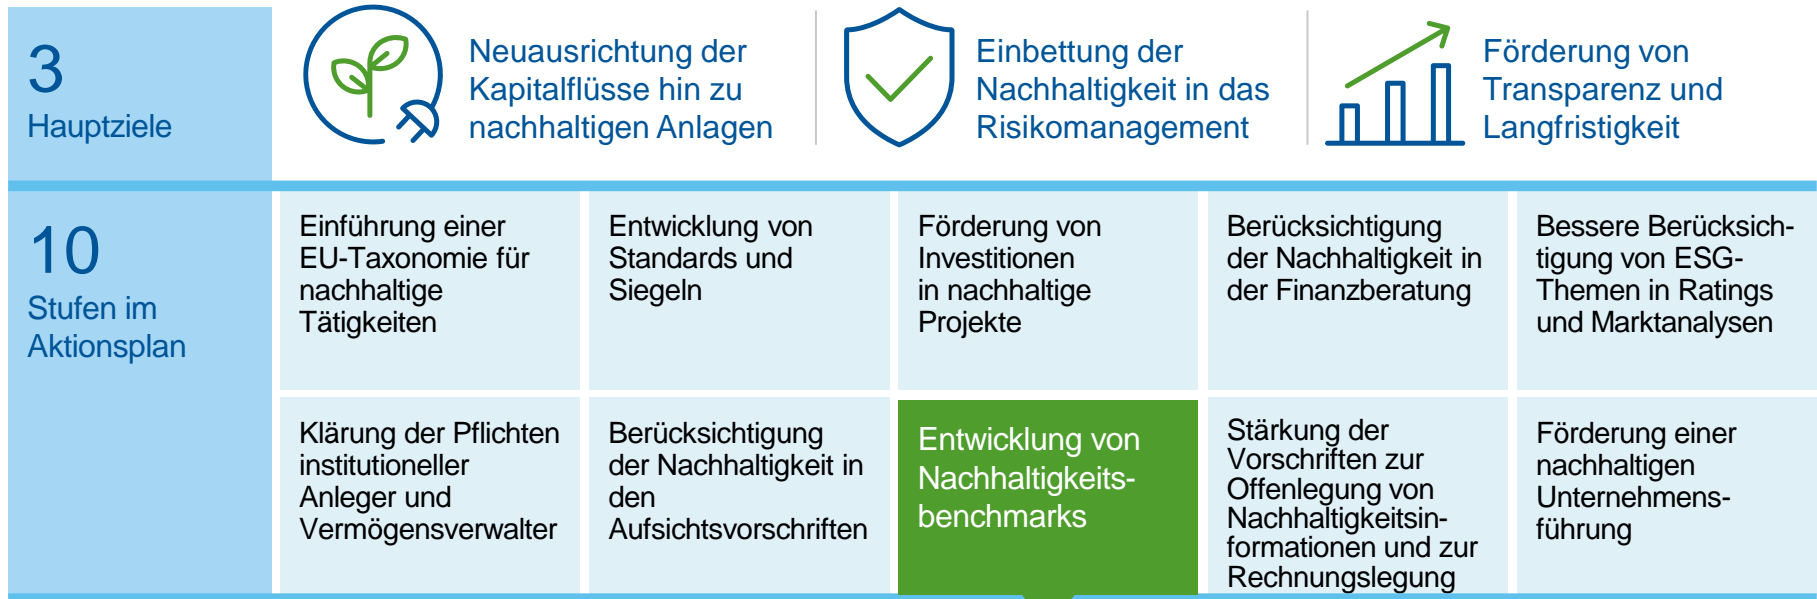 3
Hauptziele
Neuausrichtung der
Kapitalflüsse hin zu
nachhaltigen Anlagen
Einbettung der
Nachhaltigkeit in das
Risikomanagement
Förderung von
Transparenz und
Langfristigkeit
10
Stufen im
Aktionsplan
Einführung einer
EU-Taxonomie für
nachhaltige
Tätigkeiten
Entwicklung von
Standards und
Siegeln
Förderung von
Investitionen
in nachhaltige
Projekte
Berücksichtigung
der Nachhaltigkeit in
der Finanzberatung
Bessere Berücksich-
tigung von ESG-
Themen in Ratings
und Marktanalysen
Klärung der Pflichten
institutioneller
Anleger und
Vermögensverwalter
Berücksichtigung
der Nachhaltigkeit in
den
Aufsichtsvorschriften
Entwicklung von
Nachhaltigkeits-
benchmarks
Stärkung der
Vorschriften zur
Offenlegung von
Nachhaltigkeitsin-
formationen und zur
Rechnungslegung
Förderung einer
nachhaltigen
Unternehmens-
führung